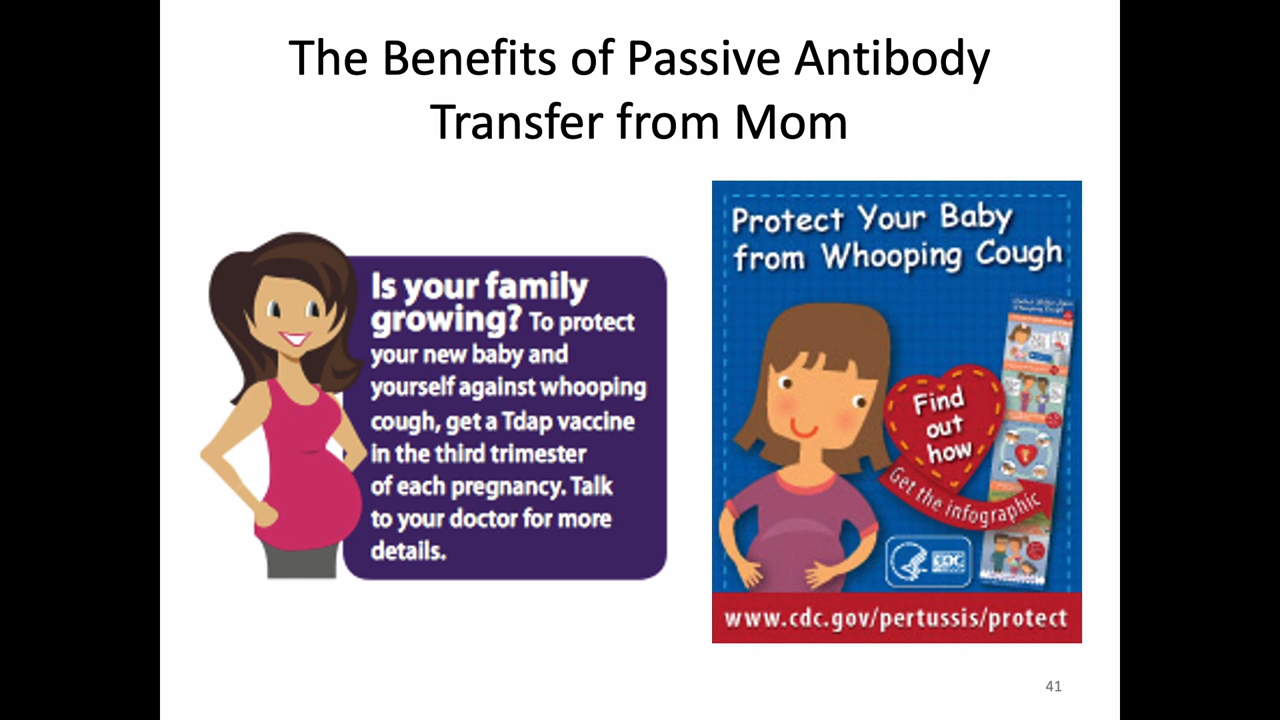 The Benefits of Passive Antibody
Transfer from Mom
Is your family
growing? To protect
your new baby and
yourself against whooping
cough, get a Tdap vaccine
in the third trimester
of each pregnancy. Talk
to your doctor for more
details.
Protect Your Baby
from Whooping Cough
Find
out
how
Get the infographic
CDC
www.cdc.gov/pertussis/protect
41